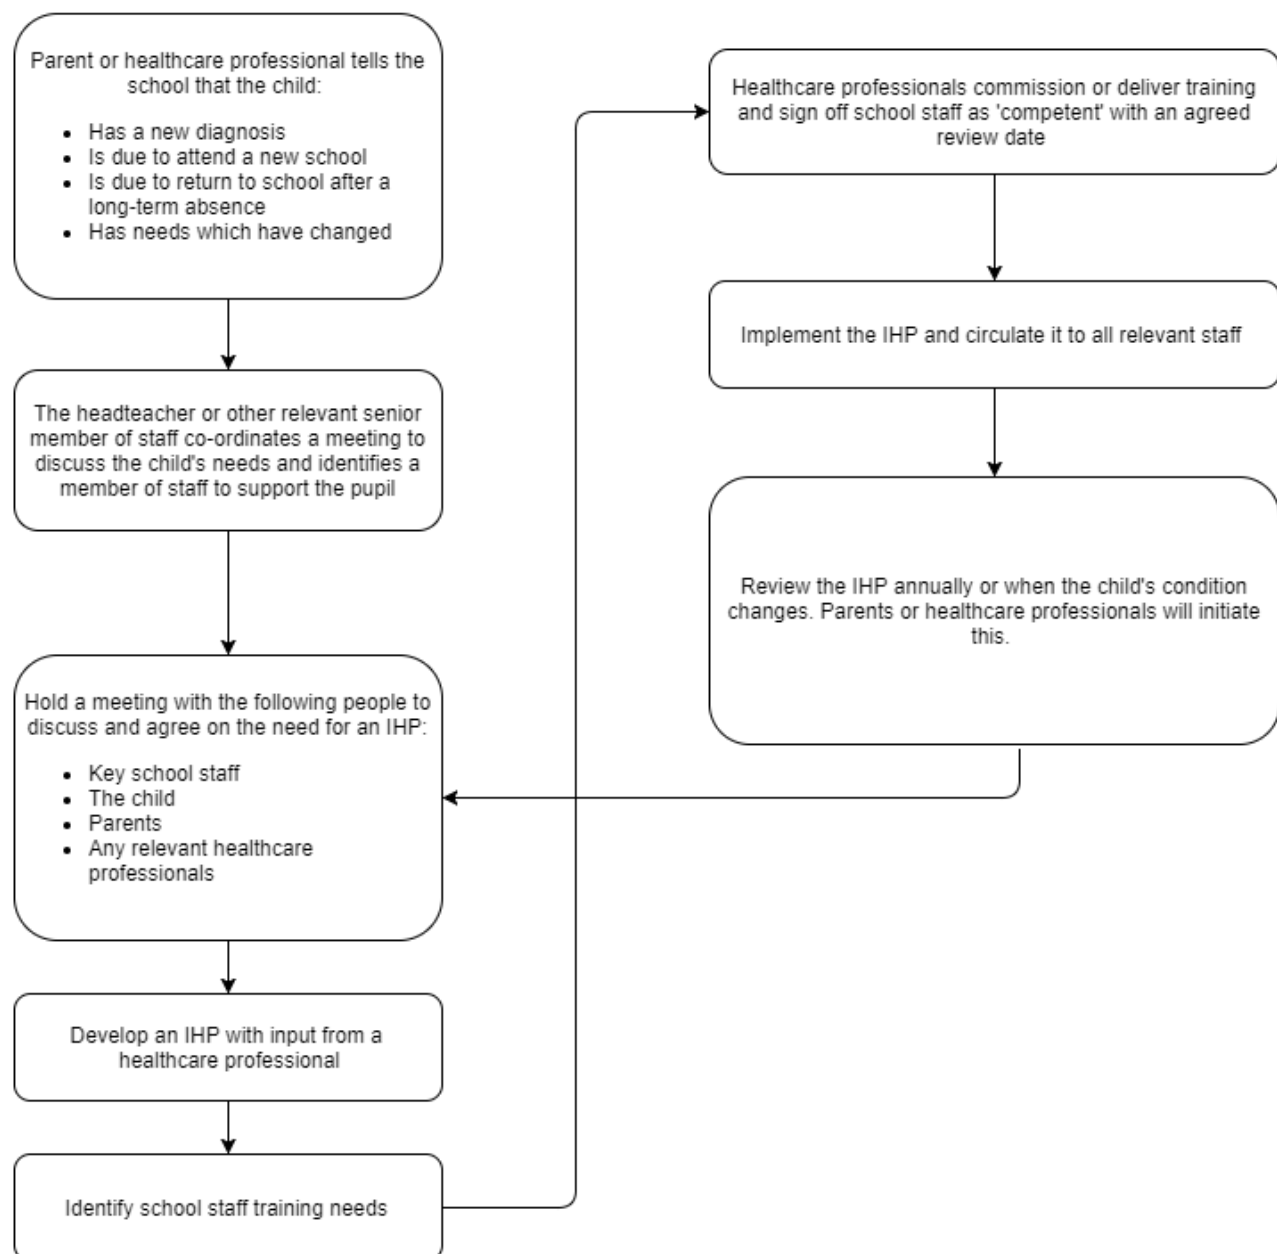 Parent or healthcare professional tells the
school that the child:
• Has a new diagnosis
• Is due to attend a new school
• Is due to return to school after a
long-term absence
• Has needs which have changed
The headteacher or other relevant senior
member of staff co-ordinates a meeting to
discuss the child's needs and identifies a
member of staff to support the pupil
Hold a meeting with the following people to
discuss and agree on the need for an IHP:
• Key school staff
• The child
• Parents
• Any relevant healthcare
professionals
Develop an IHP with input from a
healthcare professional
Identify school staff training needs
Healthcare professionals commission or deliver training
and sign off school staff as 'competent' with an agreed
review date
Implement the IHP and circulate it to all relevant staff
Review the IHP annually or when the child's condition
changes. Parents or healthcare professionals will initiate
this.